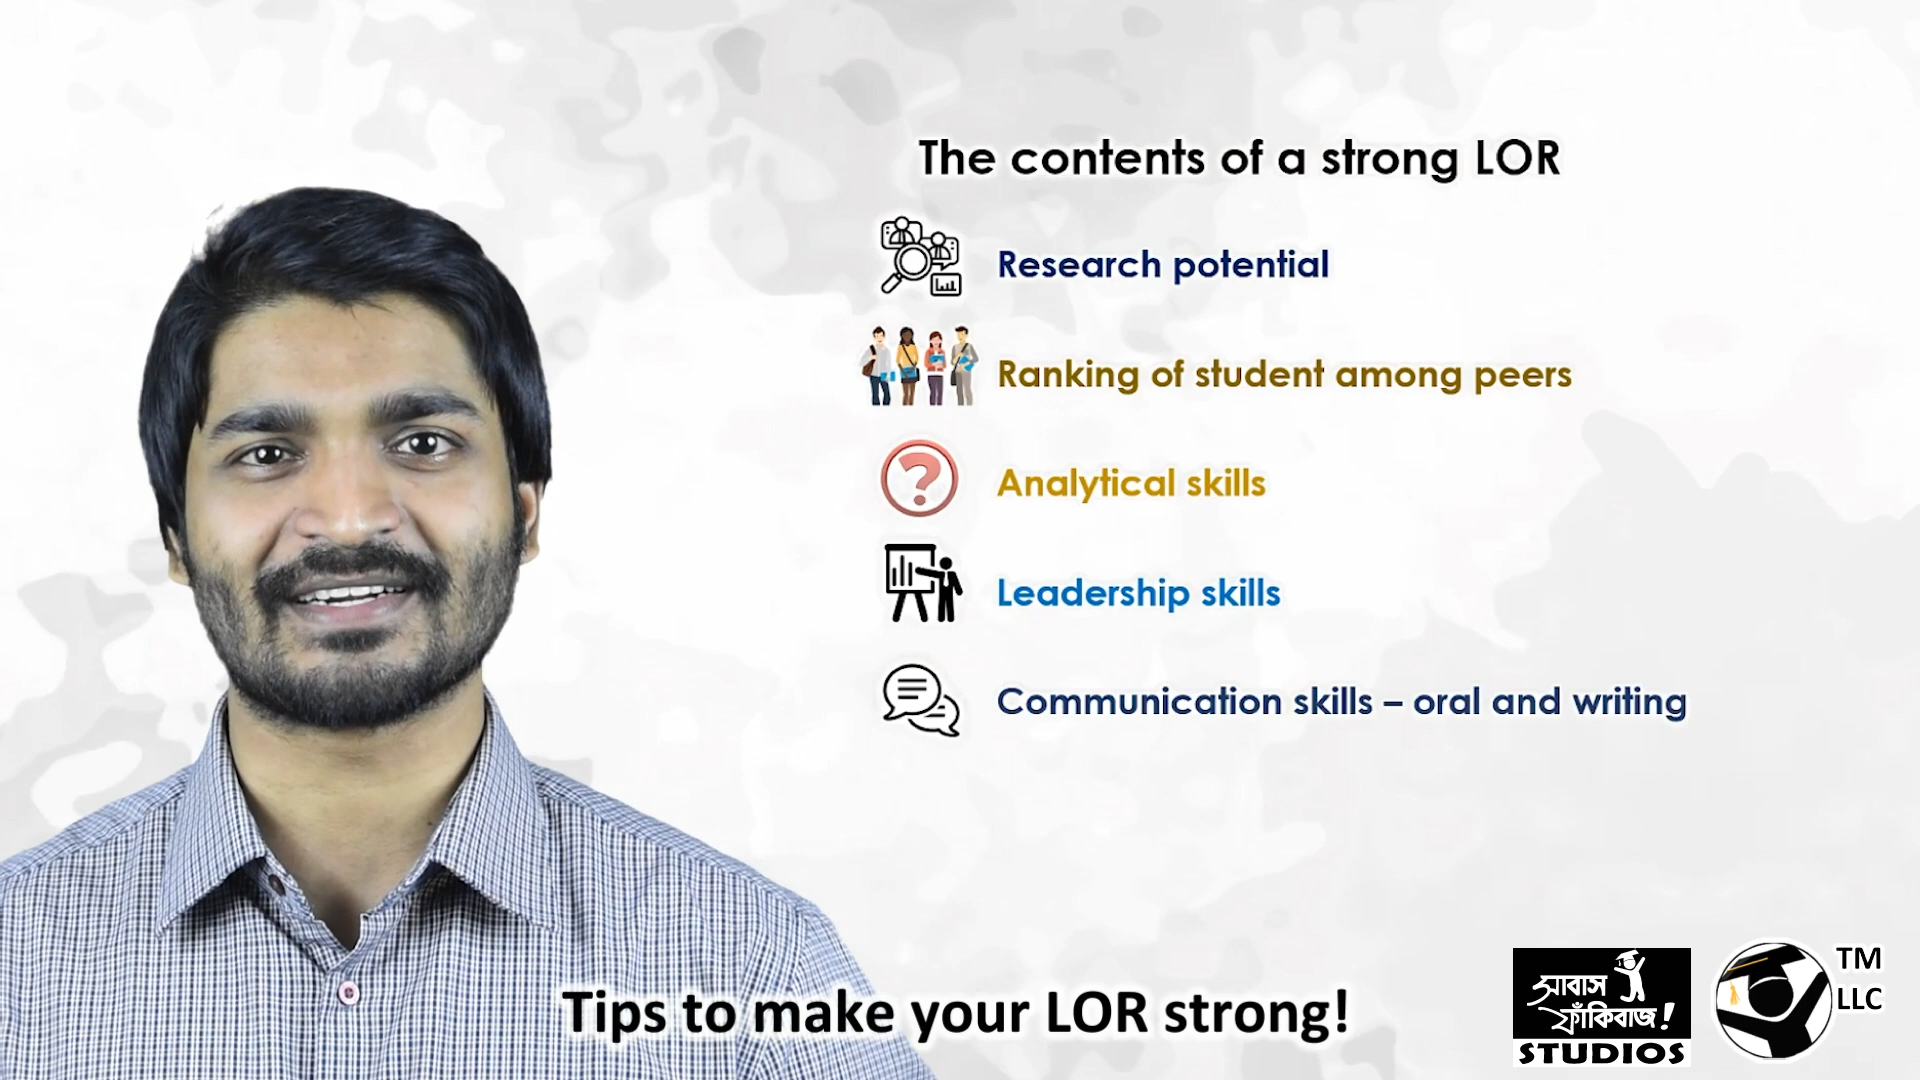 The contents of a strong LOR
Research potential
Ranking of student among peers
Analytical skills
Leadership skills
Communication skills – oral and writing
Tips to make your LOR strong!
সাবাস
ফাঁকিবাজ!
STUDIOS
TM
LLC